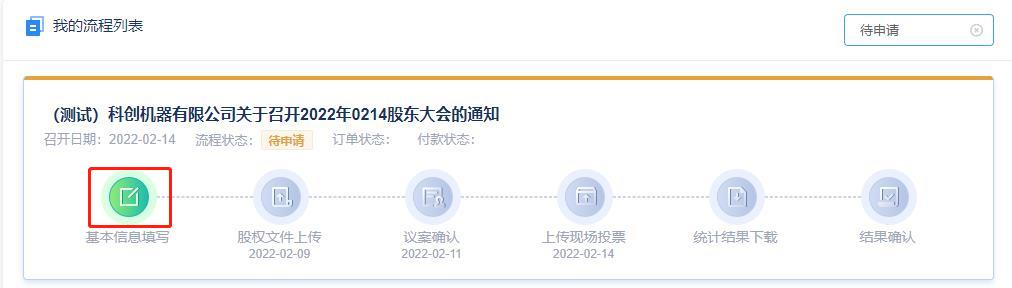 我的流程列表
待申请
（测试）科创机器有限公司关于召开2022年0214股东大会的通知
召开日期：2022-02-14 流程状态：待申请 订单状态： 付款状态：
基本信息填写 股权文件上传 议案确认 上传现场投票 统计结果下载 结果确认
2022-02-09 2022-02-11 2022-02-14